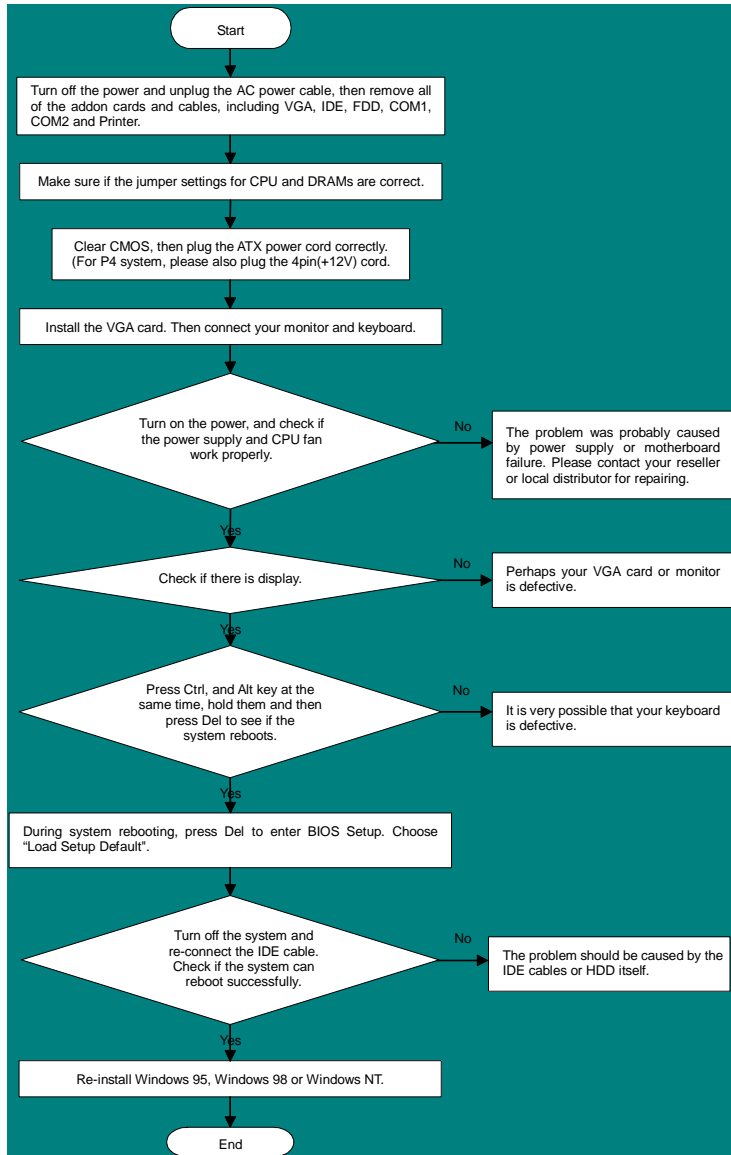 Start
Turn off the power and unplug the AC power cable, then remove all
of the addon cards and cables, including VGA, IDE, FDD, COM1,
COM2 and Printer.
Make sure if the jumper settings for CPU and DRAMs are correct.
Clear CMOS, then plug the ATX power cord correctly.
(For P4 system, please also plug the 4pin(+12V) cord.
Install the VGA card. Then connect your monitor and keyboard.
Turn on the power, and check if
the power supply and CPU fan
work properly.
No
The problem was probably caused
by power supply or motherboard
failure. Please contact your reseller
or local distributor for repairing.
Yes
Check if there is display.
No
Perhaps your VGA card or monitor
is defective.
Yes
Press Ctrl, and Alt key at the
same time, hold them and then
press Del to see if the
system reboots.
No
It is very possible that your keyboard
is defective.
Yes
During system rebooting, press Del to enter BIOS Setup. Choose
“Load Setup Default”.
Turn off the system and
re-connect the IDE cable.
Check if the system can
reboot successfully.
No
The problem should be caused by the
IDE cables or HDD itself.
Yes
Re-install Windows 95, Windows 98 or Windows NT.
End